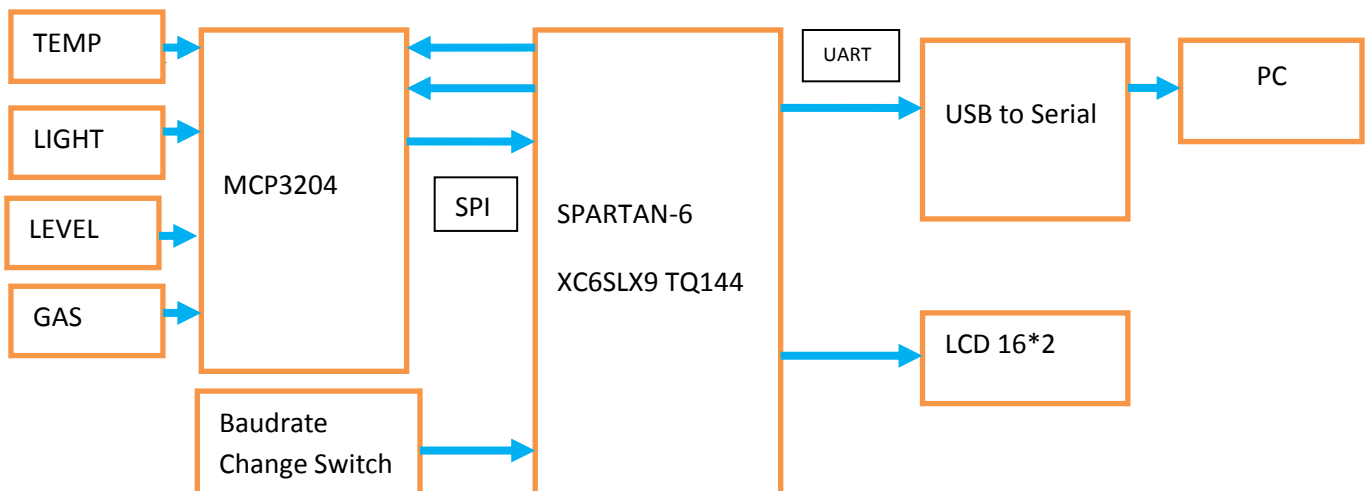 TEMP
LIGHT
LEVEL
GAS
MCP3204
SPI
Baudrate
Change Switch
SPARTAN-6
XC6SLX9 TQ144
UART
USB to Serial
PC
LCD 16*2